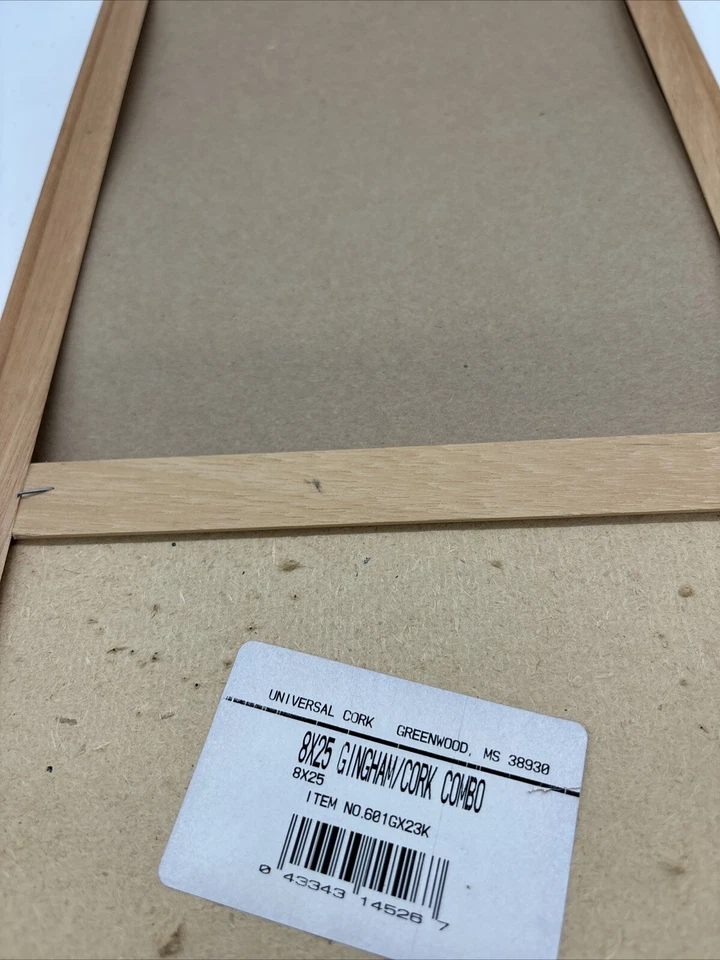 UNIVERSAL CORK GREENWOOD, MS 38930
8X25 GINGHAM/CORK COMBO
8X25
ITEM NO.601GX23K
0 43343 14526 7